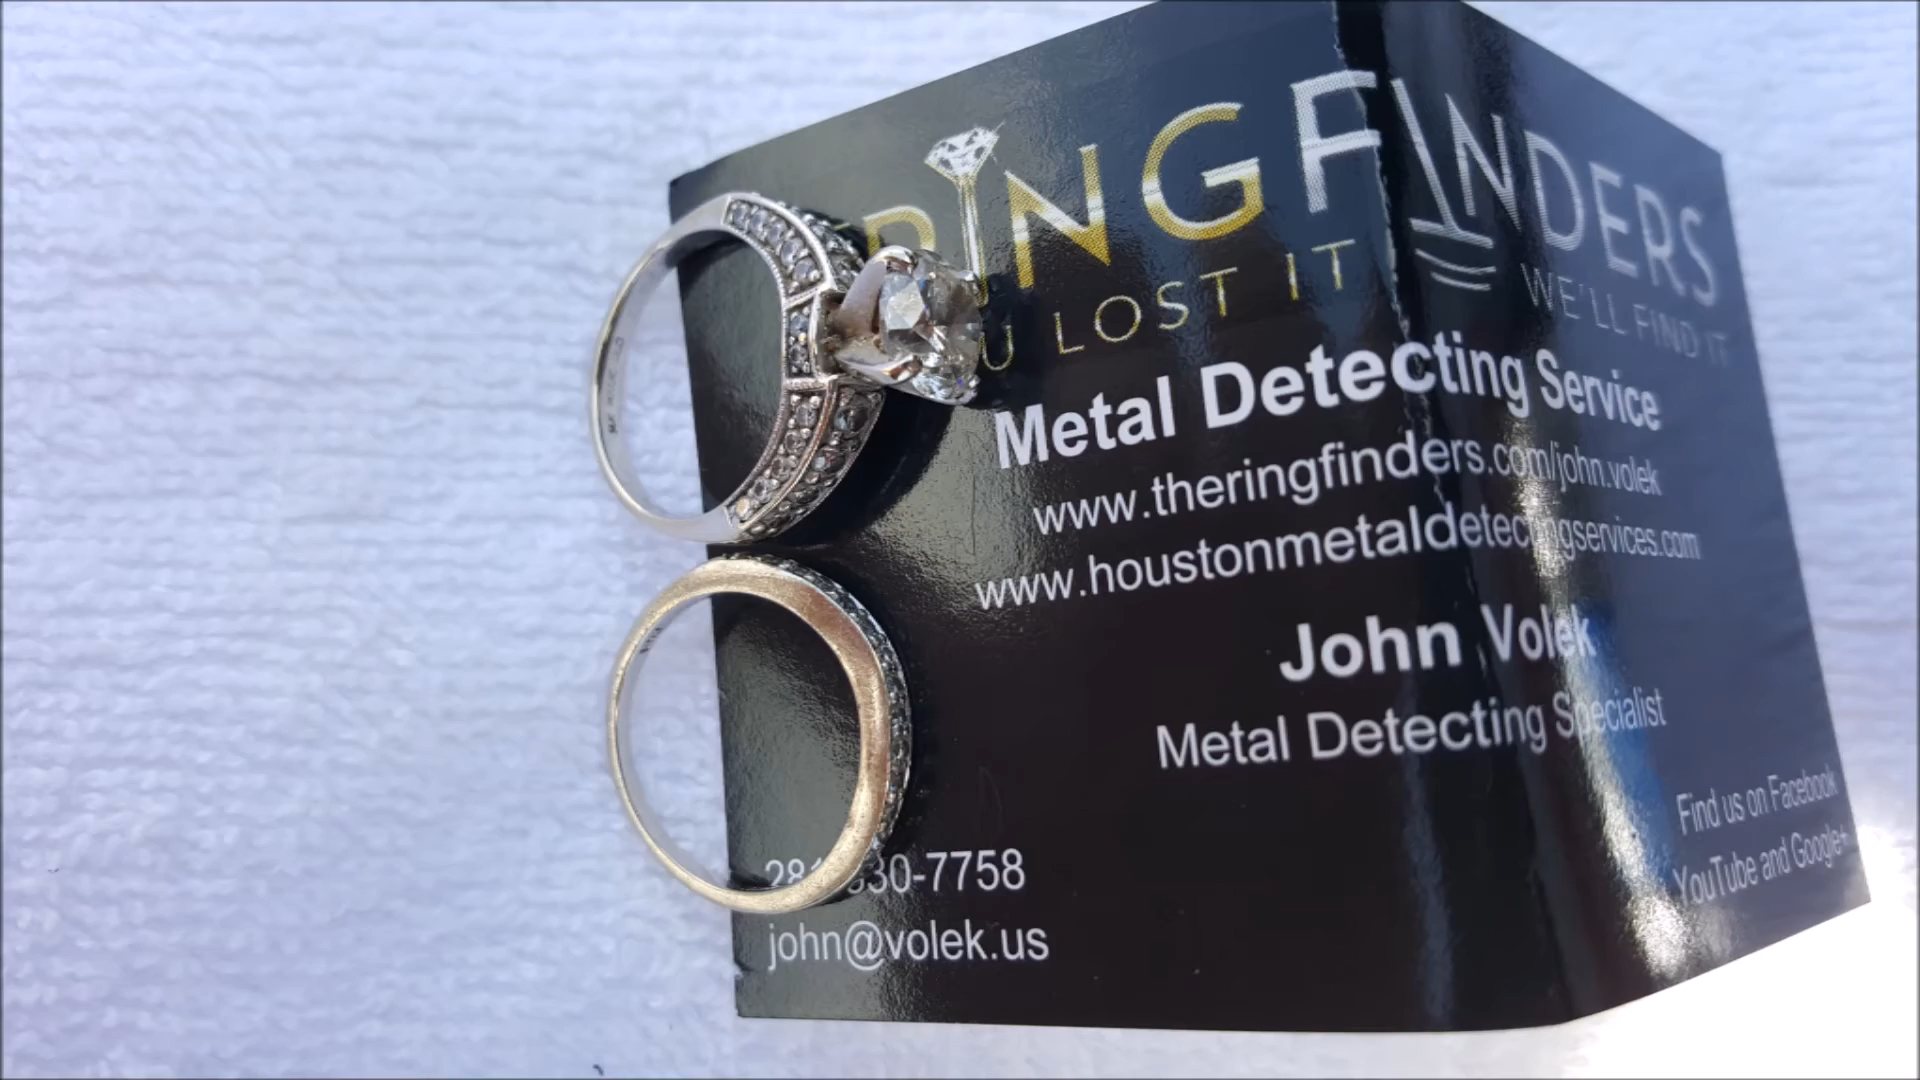 RINGFINDERS
U LOST IT WE'LL FIND IT
Metal Detecting Service
www.theringfinders.com/john.volek
www.houstonmetaldetectingservices.com
John Volek
Metal Detecting Specialist
Find us on Facebook
YouTube and Google+
30-7758
john@volek.us